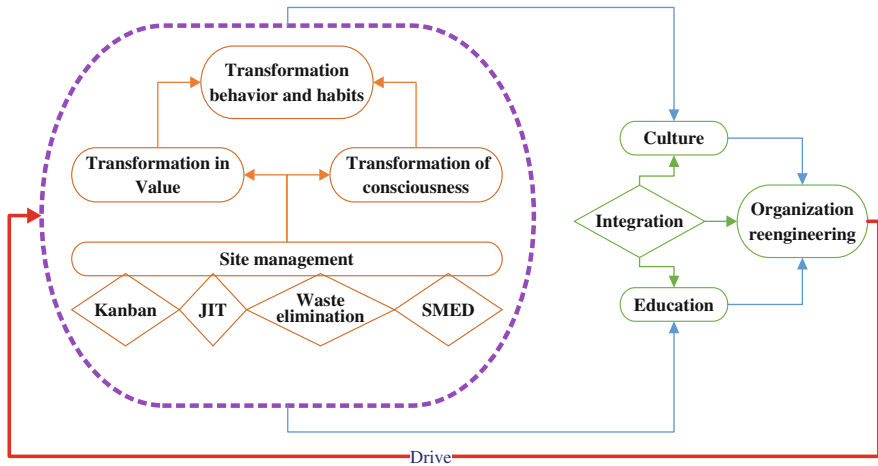 Transformation
behavior and habits
Transformation in
Value
Transformation of
consciousness
Site management
Kanban
JIT
Waste
elimination
SMED
Culture
Integration
Organization
reengineering
Education
Drive